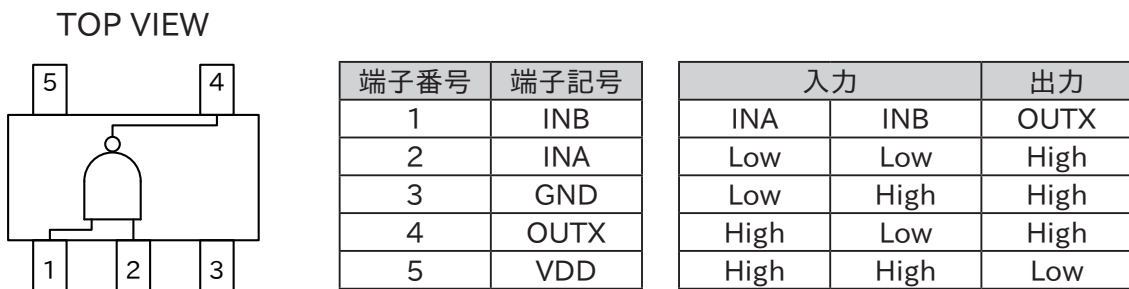 TOP VIEW
5 4
1 2 3
端子番号 端子記号
1 INB
2 INA
3 GND
4 OUTX
5 VDD
入力 出力
INA INB OUTX
Low Low High
Low High High
High Low High
High High Low